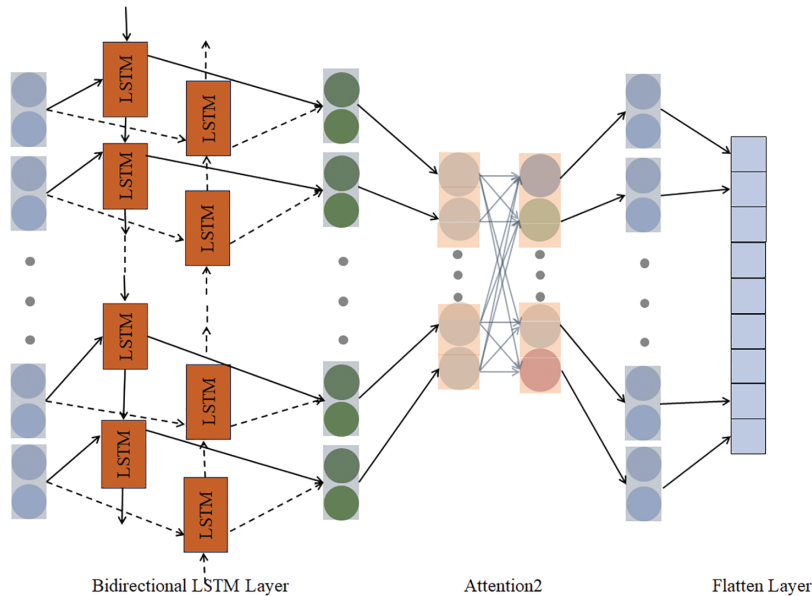 LSTM
LSTM
LSTM
LSTM
LSTM
LSTM
LSTM
LSTM
Bidirectional LSTM Layer
Attention2
Flatten Layer